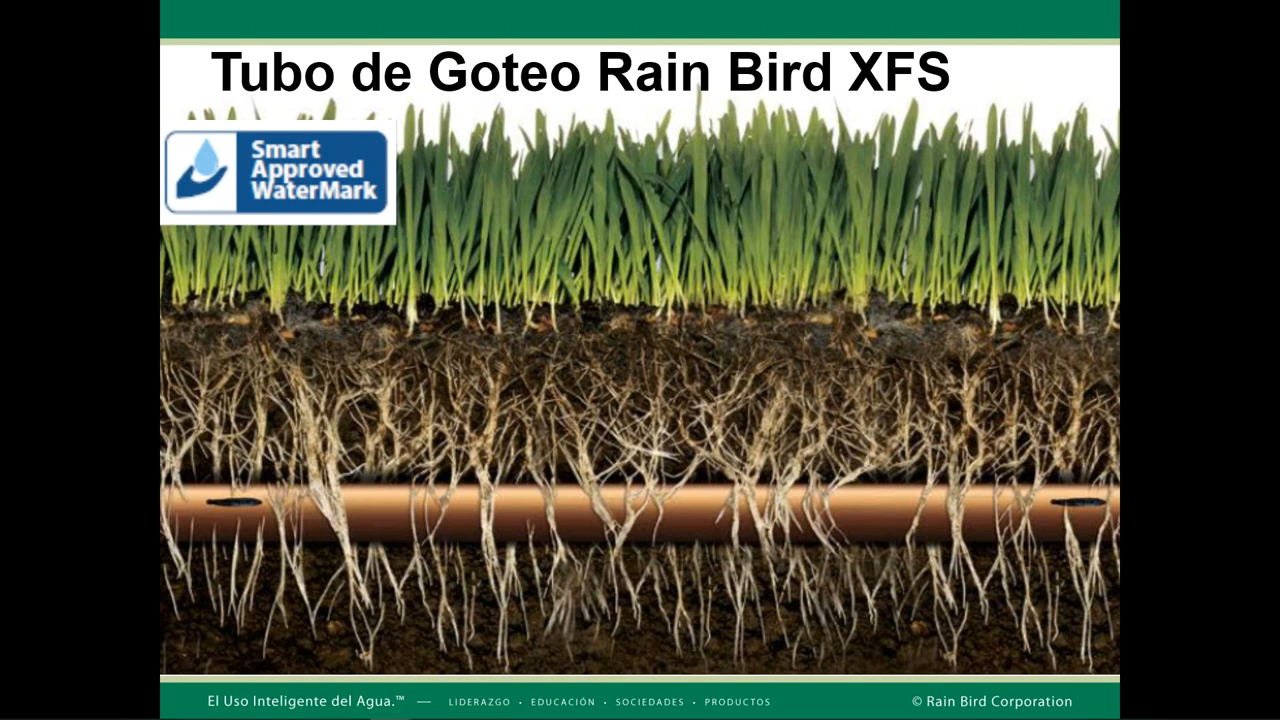 Tubo de Goteo Rain Bird XFS
Smart
Approved
WaterMark
El Uso Inteligente del Agua.™ — LIDERAZGO • EDUCACIÓN • SOCIEDADES • PRODUCTOS © Rain Bird Corporation